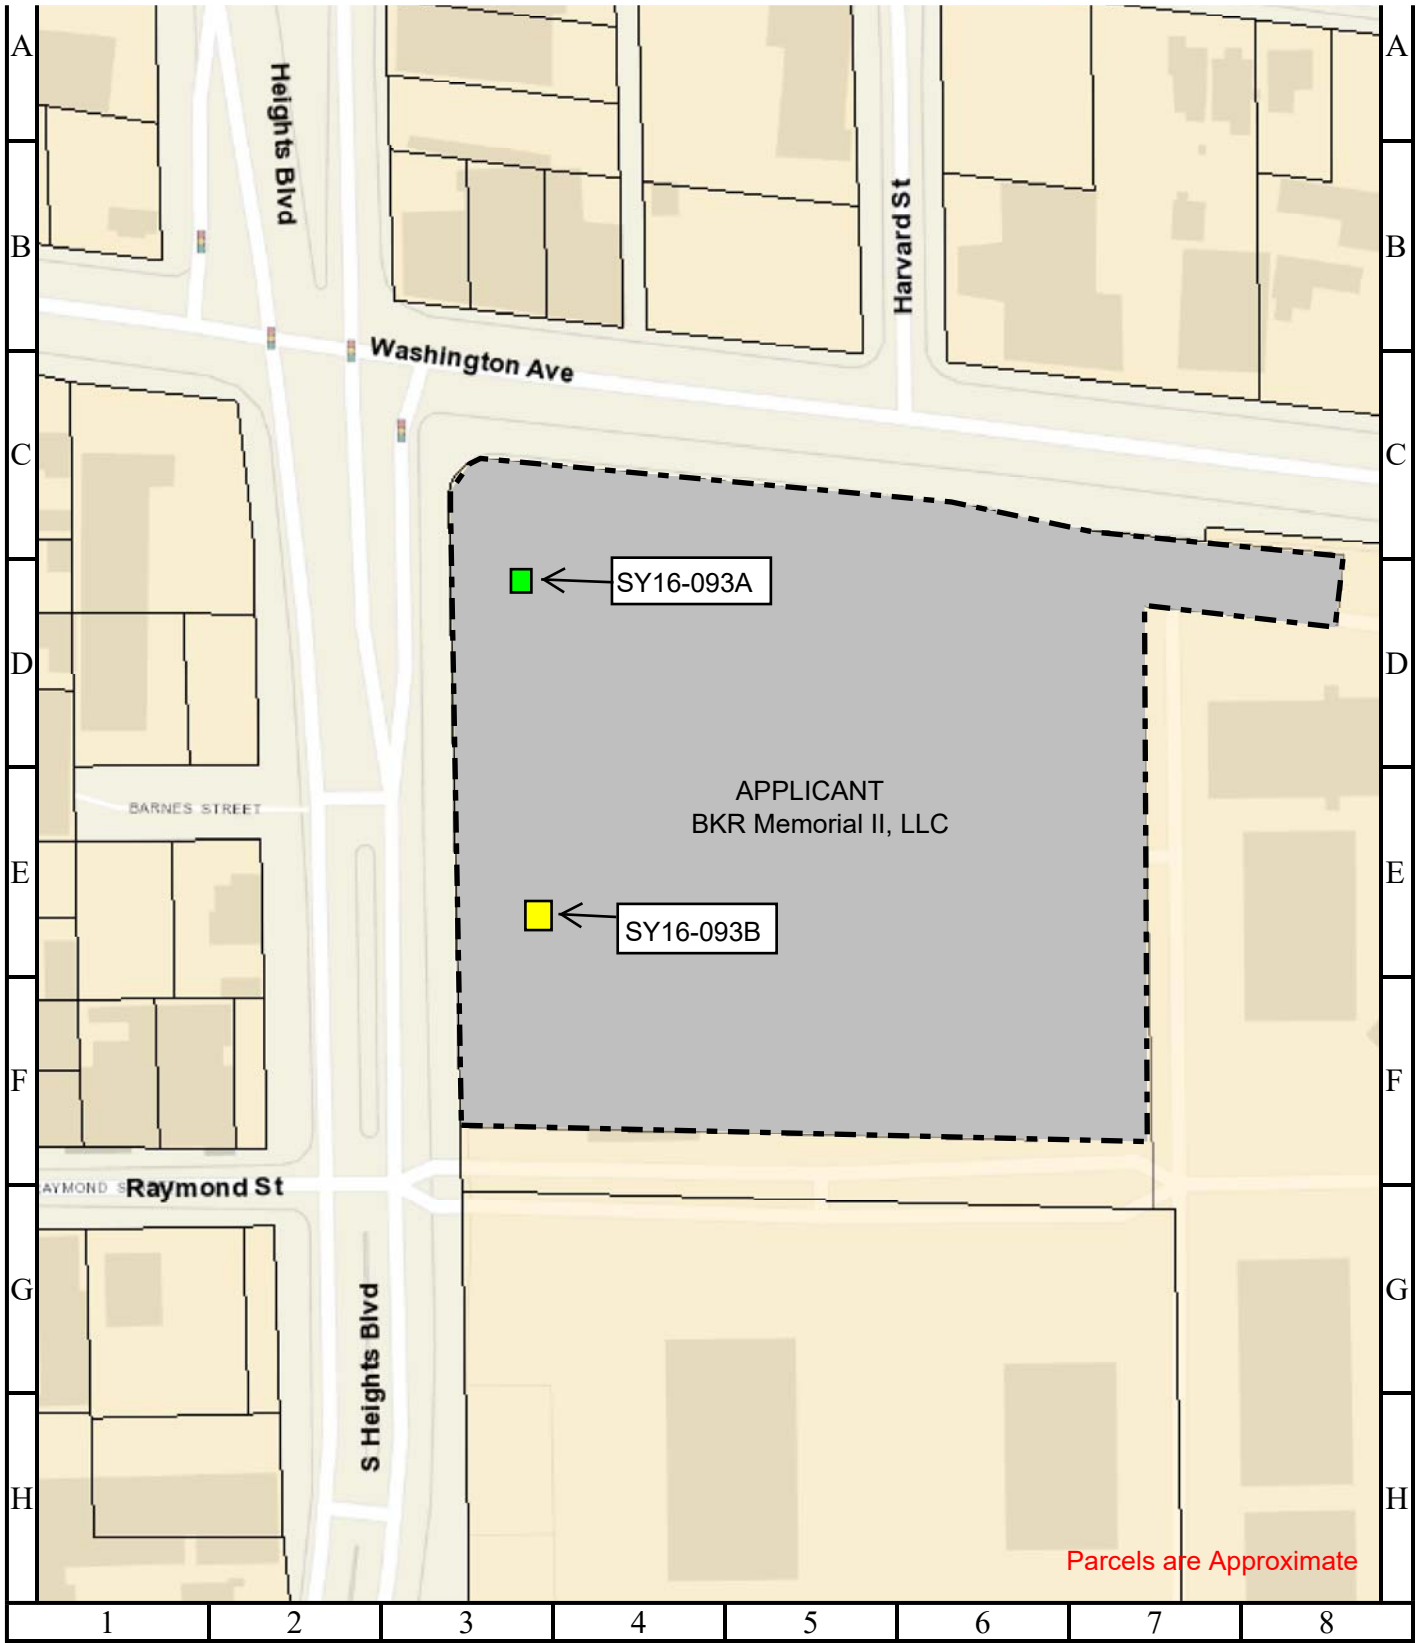 A
A
Heights Blvd
B
Harvard St
B
Washington Ave
C
C
SY16-093A
D
D
APPLICANT
BKR Memorial II, LLC
BARNES STREET
E
E
SY16-093B
F
F
Raymond St
G
G
S Heights Blvd
H
H
Parcels are Approximate
1 2 3 4 5 6 7 8